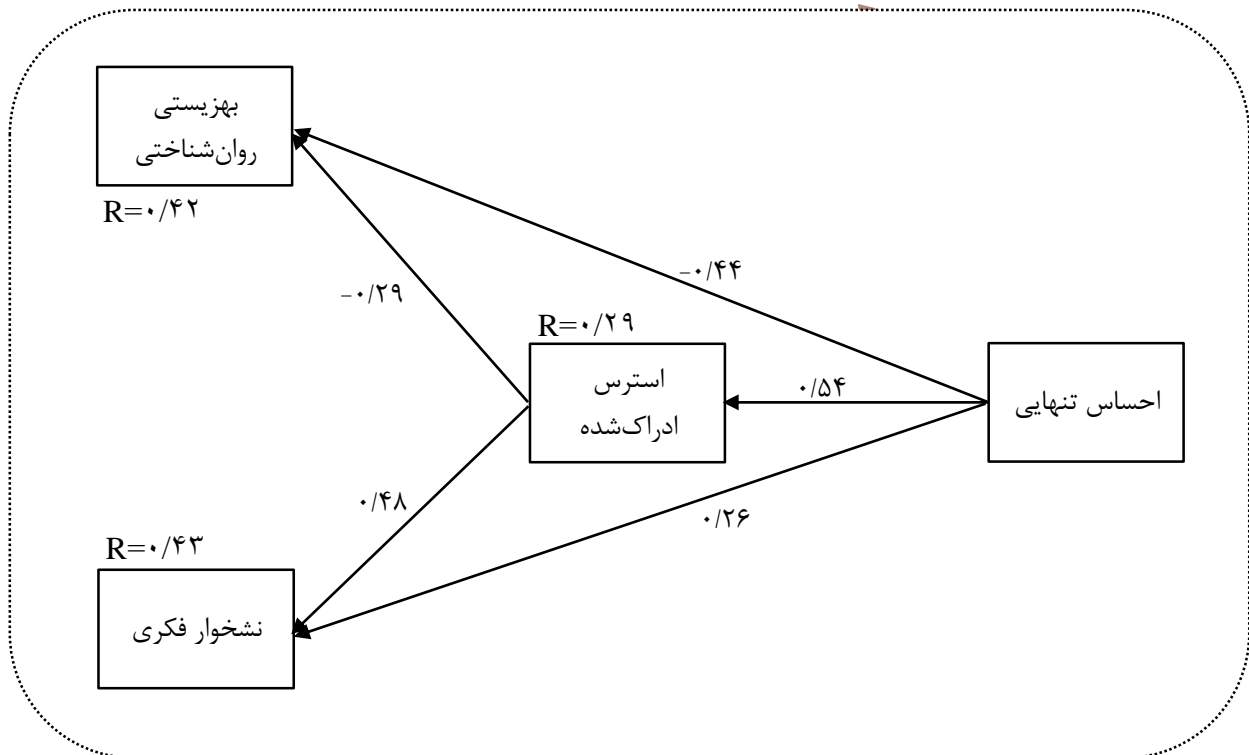 بهزیستی
روان‌شناختی
R=۰/۴۲
-۰/۴۴
-۰/۲۹
R=۰/۲۹
استرس
ادراک‌شده
۰/۵۴
احساس تنهایی
۰/۴۸
۰/۲۶
R=۰/۴۳
نشخوار فکری